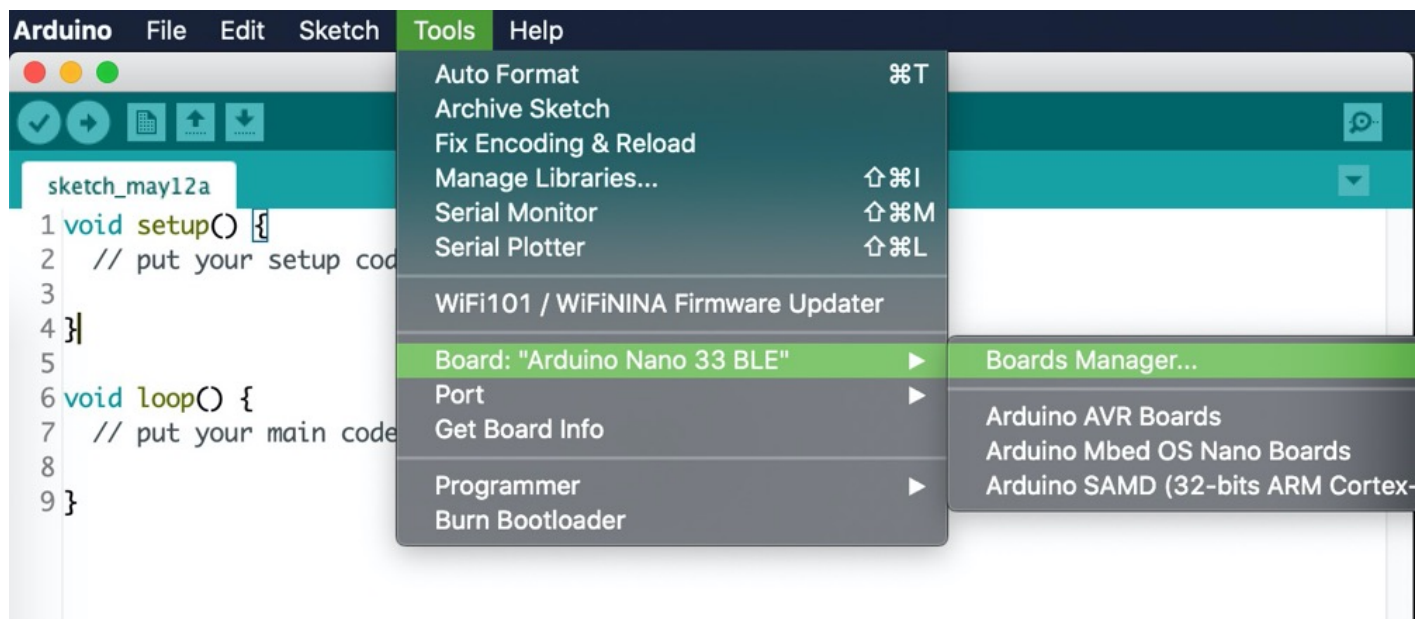 Arduino File Edit Sketch Tools Help
Auto Format ⌘T
Archive Sketch
Fix Encoding & Reload
Manage Libraries... ⇧⌘I
Serial Monitor ⇧⌘M
Serial Plotter ⇧⌘L
WiFi101 / WiFiNINA Firmware Updater
Board: "Arduino Nano 33 BLE" ▶
Port ▶
Get Board Info
Programmer ▶
Burn Bootloader
Boards Manager...
Arduino AVR Boards
Arduino Mbed OS Nano Boards
Arduino SAMD (32-bits ARM Cortex-
sketch_may12a
1 void setup() {
2 // put your setup cod
3
4 }
5
6 void loop() {
7 // put your main code
8
9 }